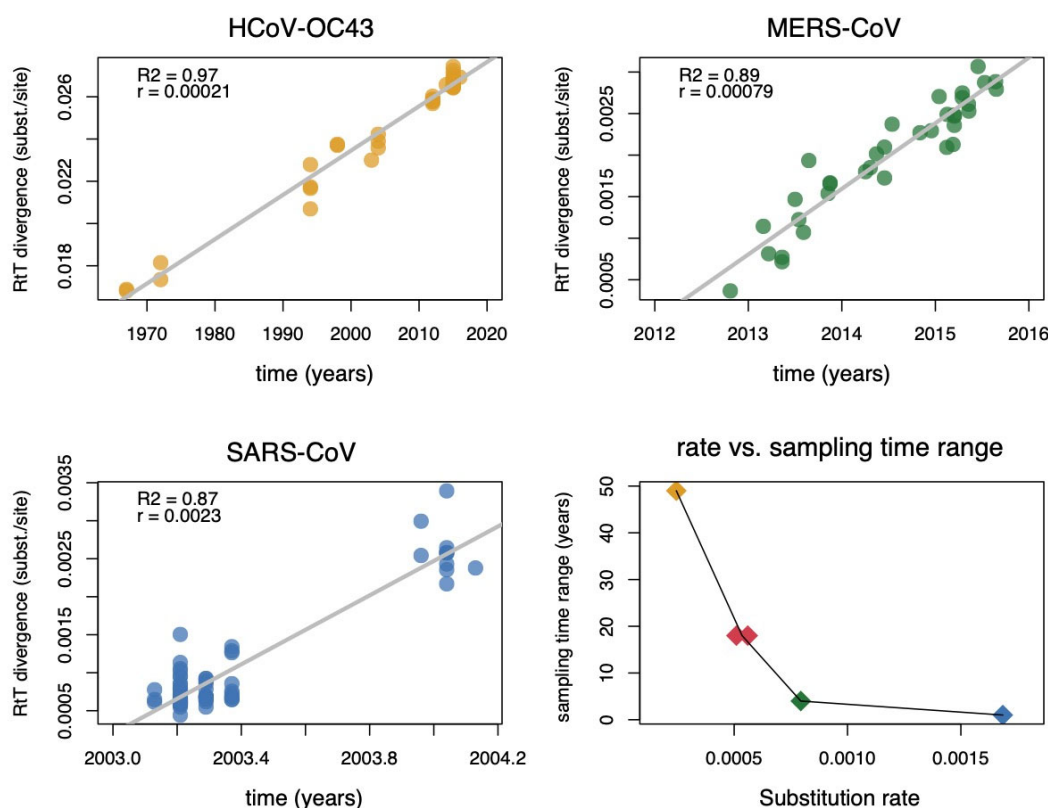 HCoV-OC43
R2 = 0.97
r = 0.00021
RtT divergence (subst./site)
0.018
0.022
0.026
1970 1980 1990 2000 2010 2020
time (years)
MERS-CoV
R2 = 0.89
r = 0.00079
RtT divergence (subst./site)
0.0005
0.0015
0.0025
2012 2013 2014 2015 2016
time (years)
SARS-CoV
R2 = 0.87
r = 0.0023
RtT divergence (subst./site)
0.0005
0.0015
0.0025
0.0035
2003.0 2003.4 2003.8 2004.2
time (years)
rate vs. sampling time range
sampling time range (years)
50
40
30
20
10
0
0.0005 0.0010 0.0015
Substitution rate